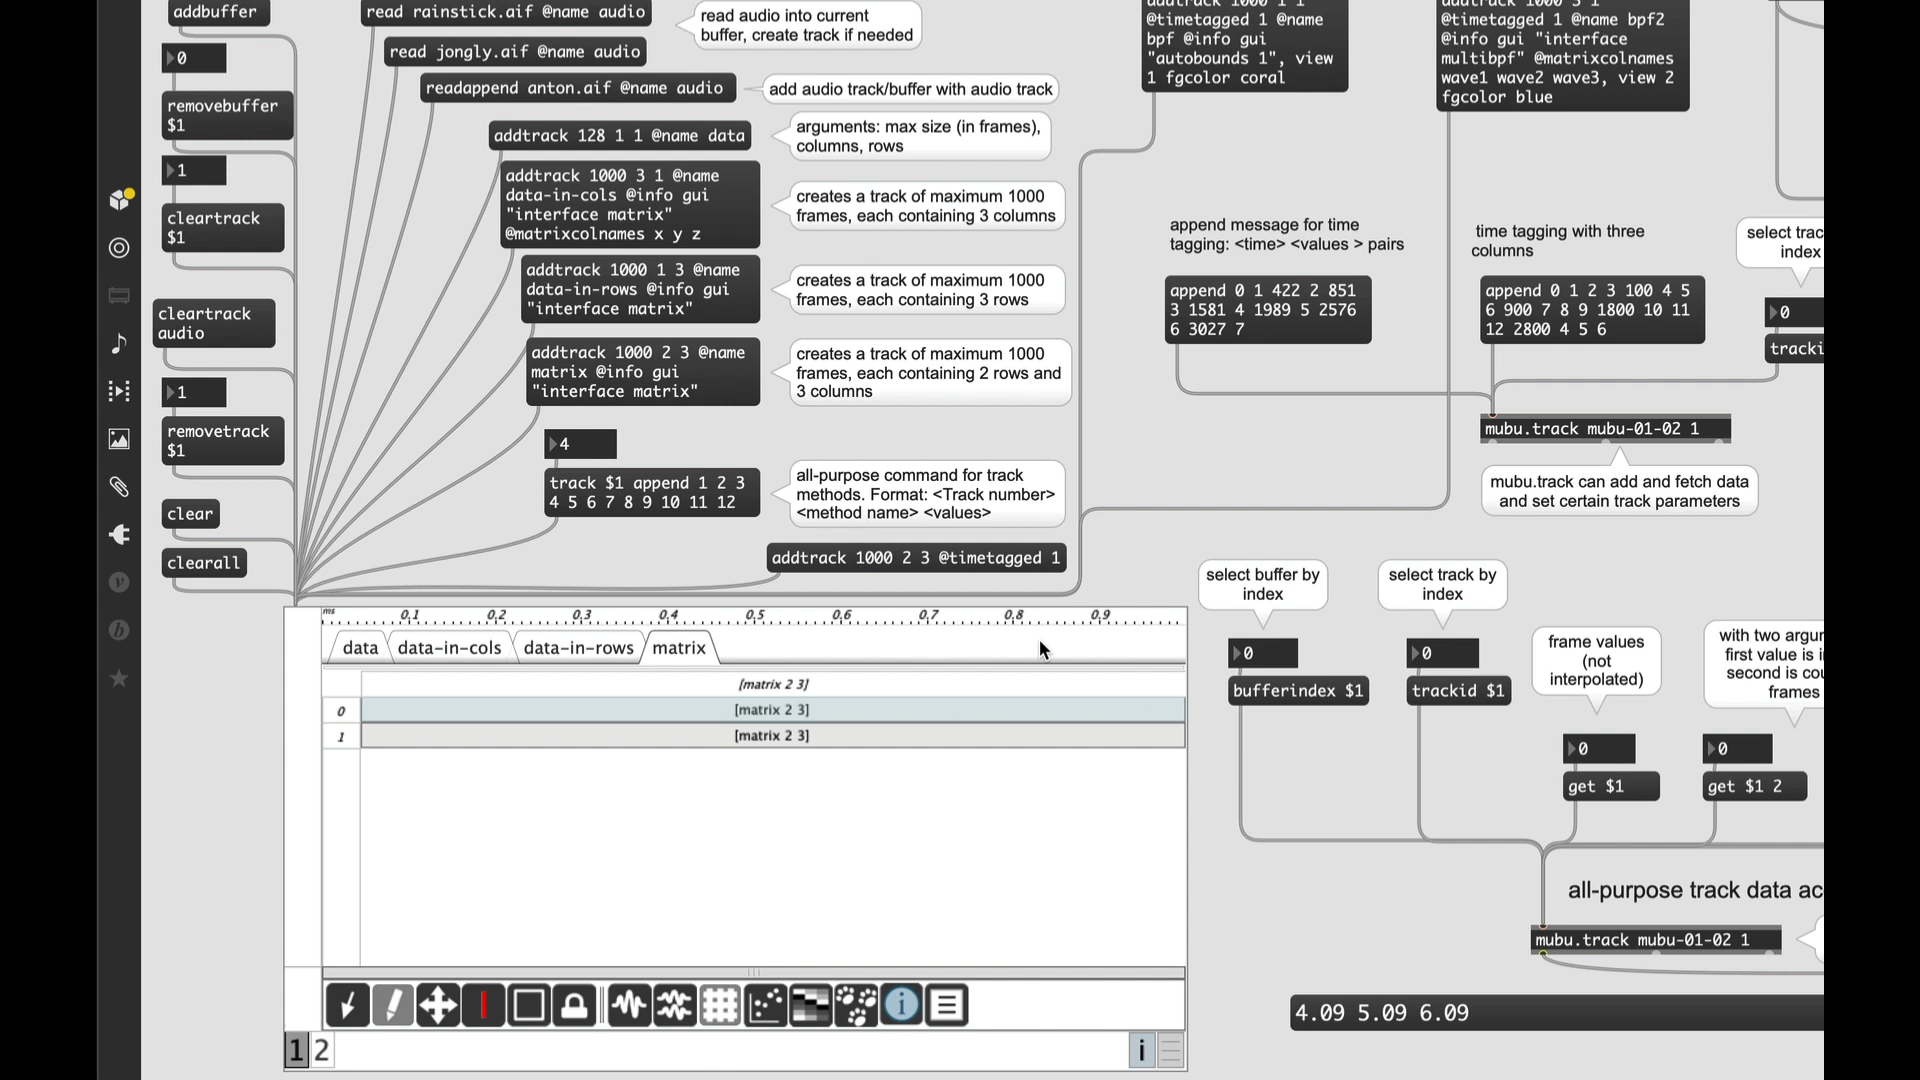 addbuffer
0
removebuffer
$1
1
cleartrack
$1
cleartrack
audio
1
removetrack
$1
clear
clearall
read rainstick.aif @name audio
read jongly.aif @name audio
readappend anton.aif @name audio
addtrack 128 1 1 @name data
addtrack 1000 3 1 @name
data-in-cols @info gui
"interface matrix"
@matrixcolnames x y z
addtrack 1000 1 3 @name
data-in-rows @info gui
"interface matrix"
addtrack 1000 2 3 @name
matrix @info gui
"interface matrix"
4
track $1 append 1 2 3
4 5 6 7 8 9 10 11 12
addtrack 1000 2 3 @timetagged 1
read audio into current
buffer, create track if needed
add audio track/buffer with audio track
arguments: max size (in frames),
columns, rows
creates a track of maximum 1000
frames, each containing 3 columns
creates a track of maximum 1000
frames, each containing 3 rows
creates a track of maximum 1000
frames, each containing 2 rows and
3 columns
all-purpose command for track
methods. Format: <Track number>
<method name> <values>
addtrack 1000 1 1
@timetagged 1 @name
bpf @info gui
"autobounds 1", view
1 fgcolor coral
addtrack 1000 3 1
@timetagged 1 @name bpf2
@info gui "interface
multibpf" @matrixcolnames
wave1 wave2 wave3, view 2
fgcolor blue
append message for time
tagging: <time> <values > pairs
time tagging with three
columns
select trac
index
append 0 1 422 2 851
3 1581 4 1989 5 2576
6 3027 7
append 0 1 2 3 100 4 5
6 900 7 8 9 1800 10 11
12 2800 4 5 6
0
tracki
mubu.track mubu-01-02 1
mubu.track can add and fetch data
and set certain track parameters
select buffer by
index
select track by
index
0
bufferindex $1
0
trackid $1
frame values
(not
interpolated)
with two argur
first value is i
second is cou
frames
0
get $1
0
get $1 2
all-purpose track data ac
mubu.track mubu-01-02 1
4.09 5.09 6.09
ms 0.1 0.2 0.3 0.4 0.5 0.6 0.7 0.8 0.9
data data-in-cols data-in-rows matrix
[matrix 2 3]
0 [matrix 2 3]
1 [matrix 2 3]
i
1 2 i